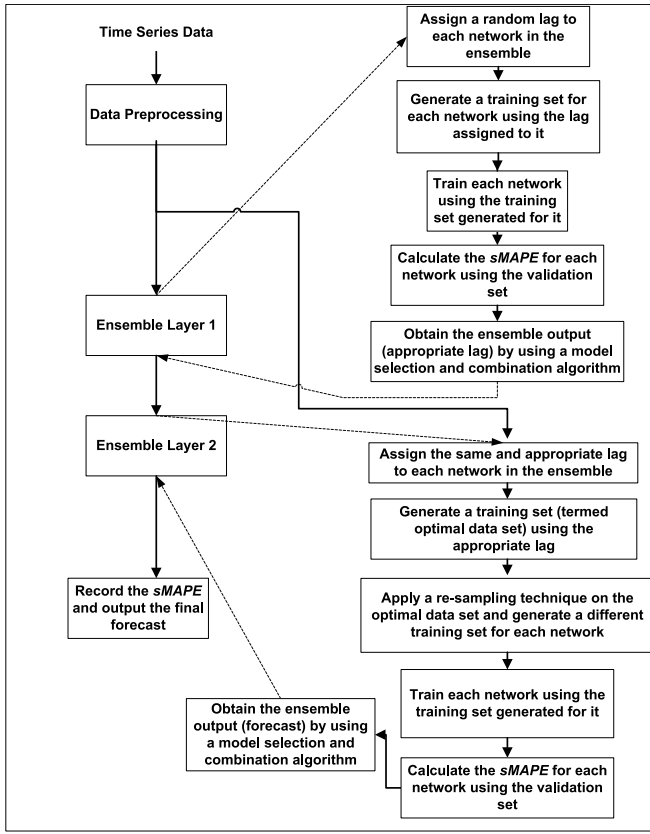 Time Series Data
Data Preprocessing
Ensemble Layer 1
Ensemble Layer 2
Record the sMAPE
and output the final
forecast
Assign a random lag to
each network in the
ensemble
Generate a training set for
each network using the lag
assigned to it
Train each network
using the training
set generated for it
Calculate the sMAPE for each
network using the validation
set
Obtain the ensemble output
(appropriate lag) by using a model
selection and combination algorithm
Assign the same and appropriate lag
to each network in the ensemble
Generate a training set (termed
optimal data set) using the
appropriate lag
Apply a re-sampling technique on the
optimal data set and generate a different
training set for each network
Train each network using the
training set generated for it
Calculate the sMAPE for each
network using the validation
set
Obtain the ensemble
output (forecast) by using
a model selection and
combination algorithm